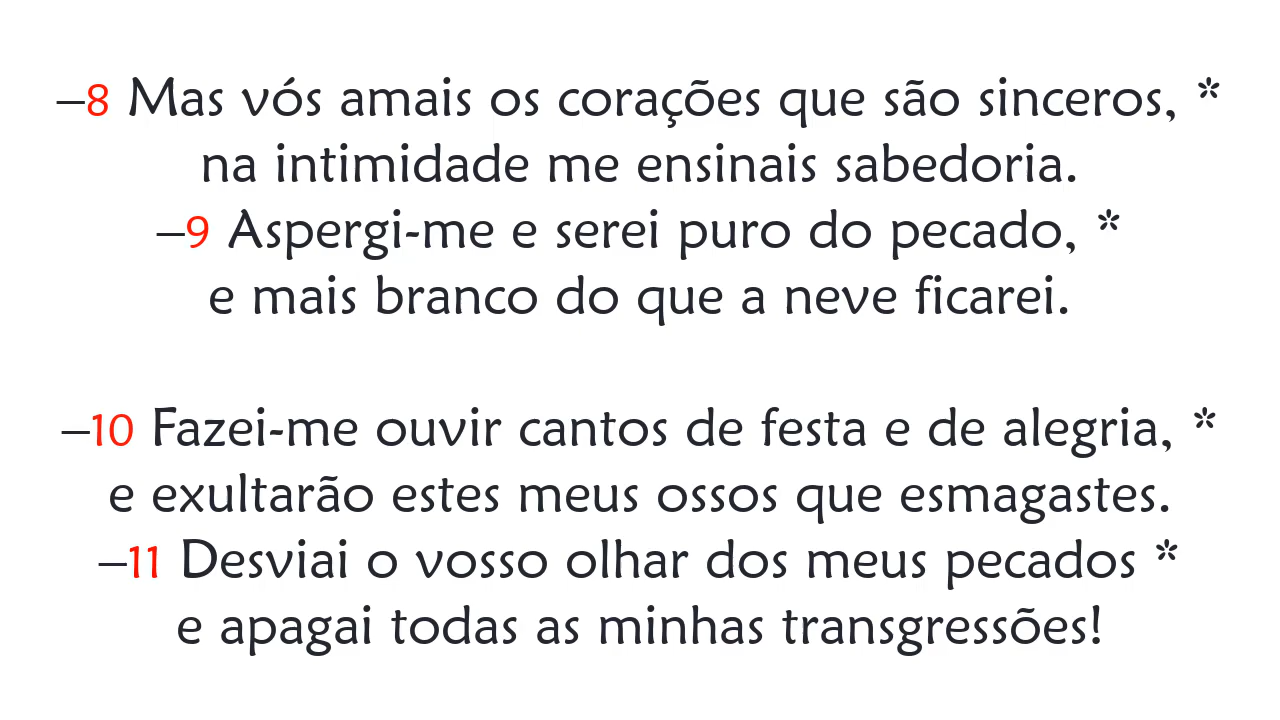 –8 Mas vós amais os corações que são sinceros, *
na intimidade me ensinais sabedoria.
–9 Aspergi-me e serei puro do pecado, *
e mais branco do que a neve ficarei.
–10 Fazei-me ouvir cantos de festa e de alegria, *
e exultarão estes meus ossos que esmagastes.
–11 Desviai o vosso olhar dos meus pecados *
e apagai todas as minhas transgressões!